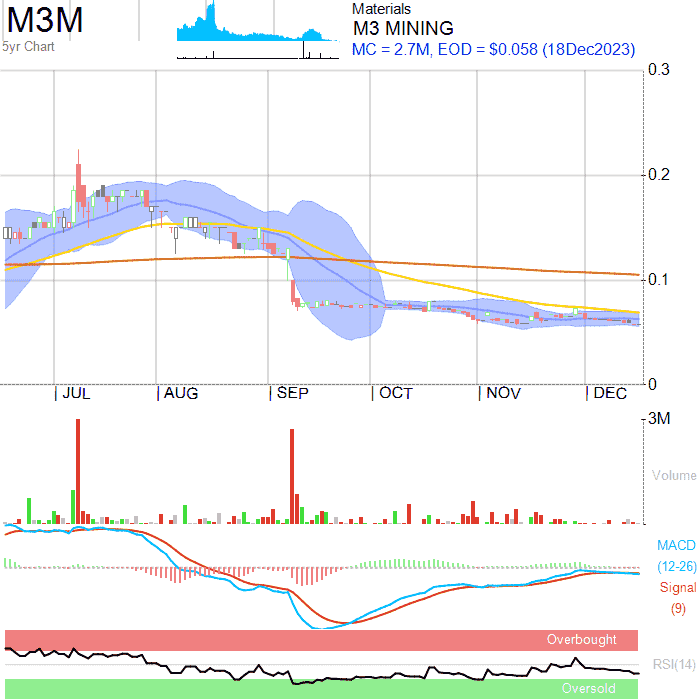 M3M
5yr Chart
Materials
M3 MINING
MC = 2.7M, EOD = $0.058 (18Dec2023)
0.3
0.2
0.1
0
JUL AUG SEP OCT NOV DEC
3M
Volume
MACD
(12-26)
Signal
(9)
Overbought
RSI(14)
Oversold